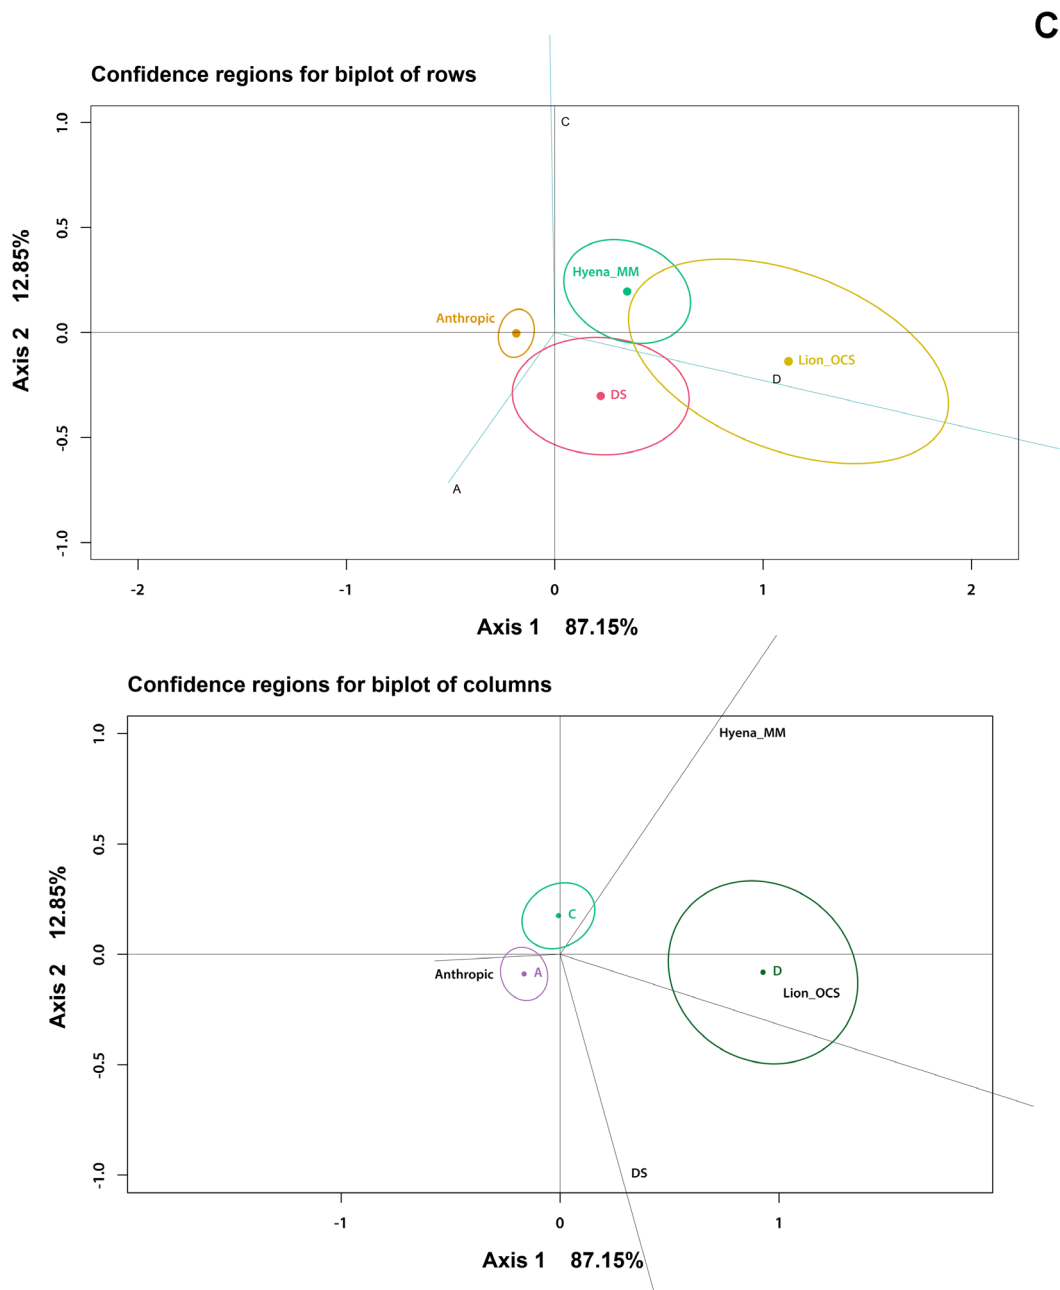 C
Confidence regions for biplot of rows
1.0
0.5
0.0
-0.5
-1.0
Axis 2 12.85%
C
Hyena_MM
Anthropic
Lion_OCS
D
DS
A
-2
-1
0
1
2
Axis 1 87.15%
Confidence regions for biplot of columns
1.0
0.5
0.0
-0.5
-1.0
Axis 2 12.85%
Hyena_MM
C
Anthropic
A
D
Lion_OCS
DS
-1
0
1
Axis 1 87.15%